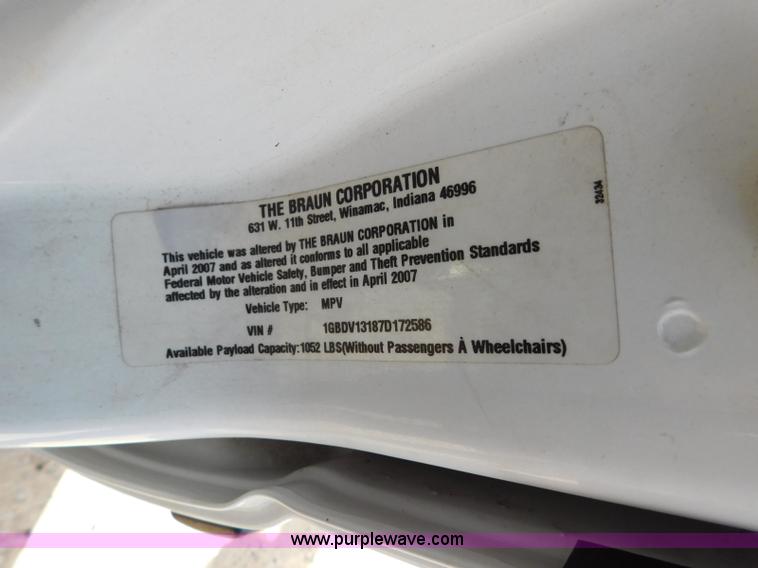 THE BRAUN CORPORATION
631 W. 11th Street, Winamac, Indiana 46996
This vehicle was altered by THE BRAUN CORPORATION in
April 2007 and as altered it conforms to all applicable
Federal Motor Vehicle Safety, Bumper and Theft Prevention Standards
affected by the alteration and in effect in April 2007
Vehicle Type: MPV
VIN # 1GBDV13187D172586
Available Payload Capacity:1052 LBS(Without Passengers À Wheelchairs)
32434
www.purplewave.com